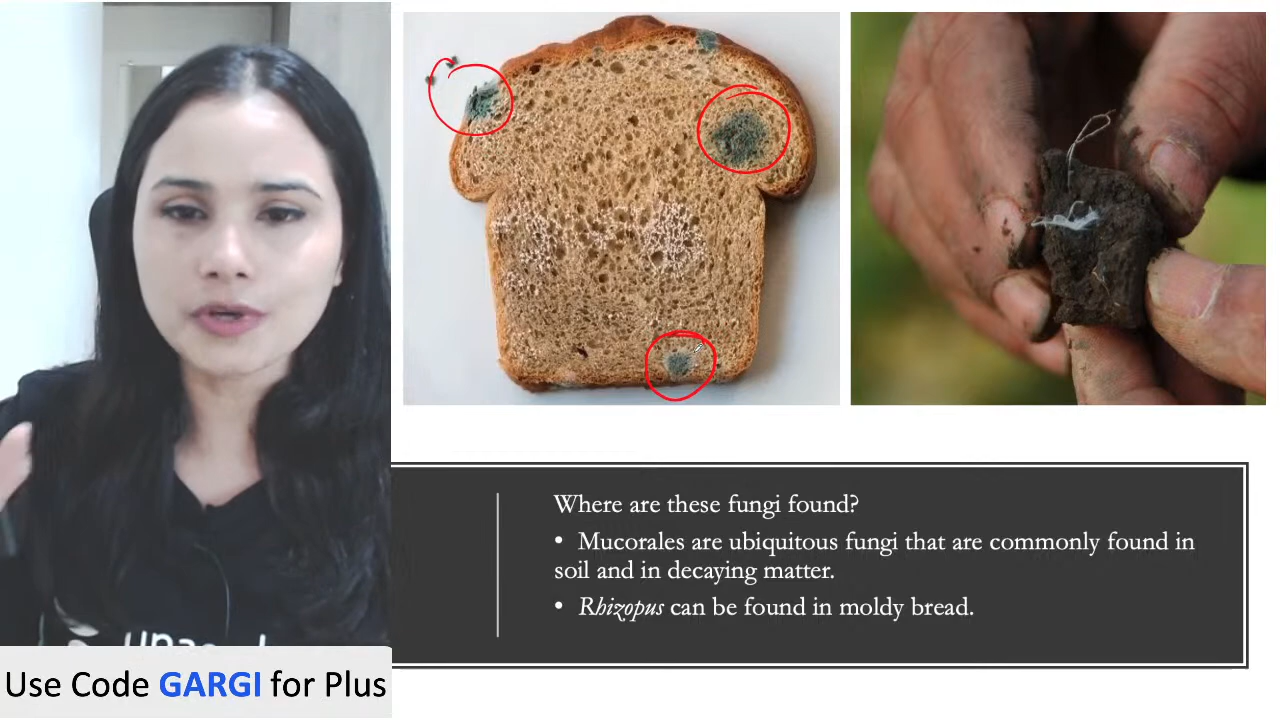 Where are these fungi found?
• Mucorales are ubiquitous fungi that are commonly found in
soil and in decaying matter.
• Rhizopus can be found in moldy bread.
Use Code GARGI for Plus